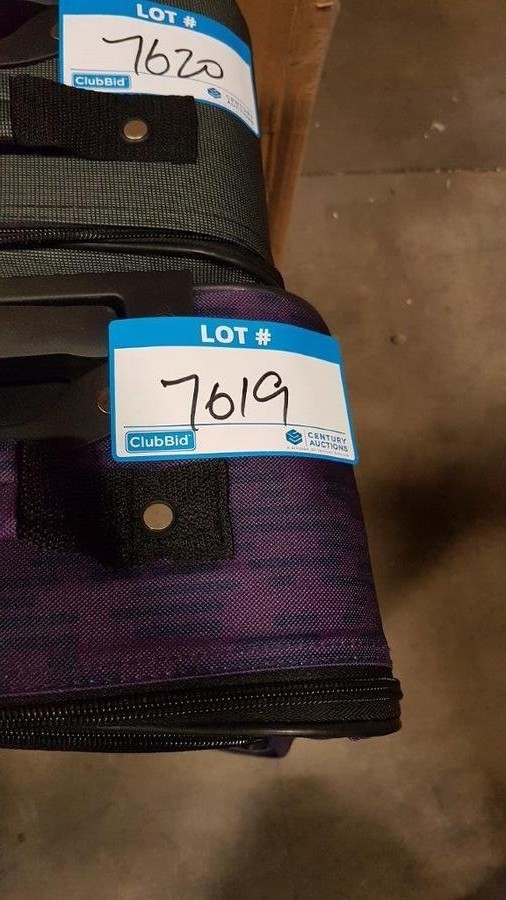 LOT #
7620
ClubBid
LOT #
7619
ClubBid
CENTURY
AUCTIONS